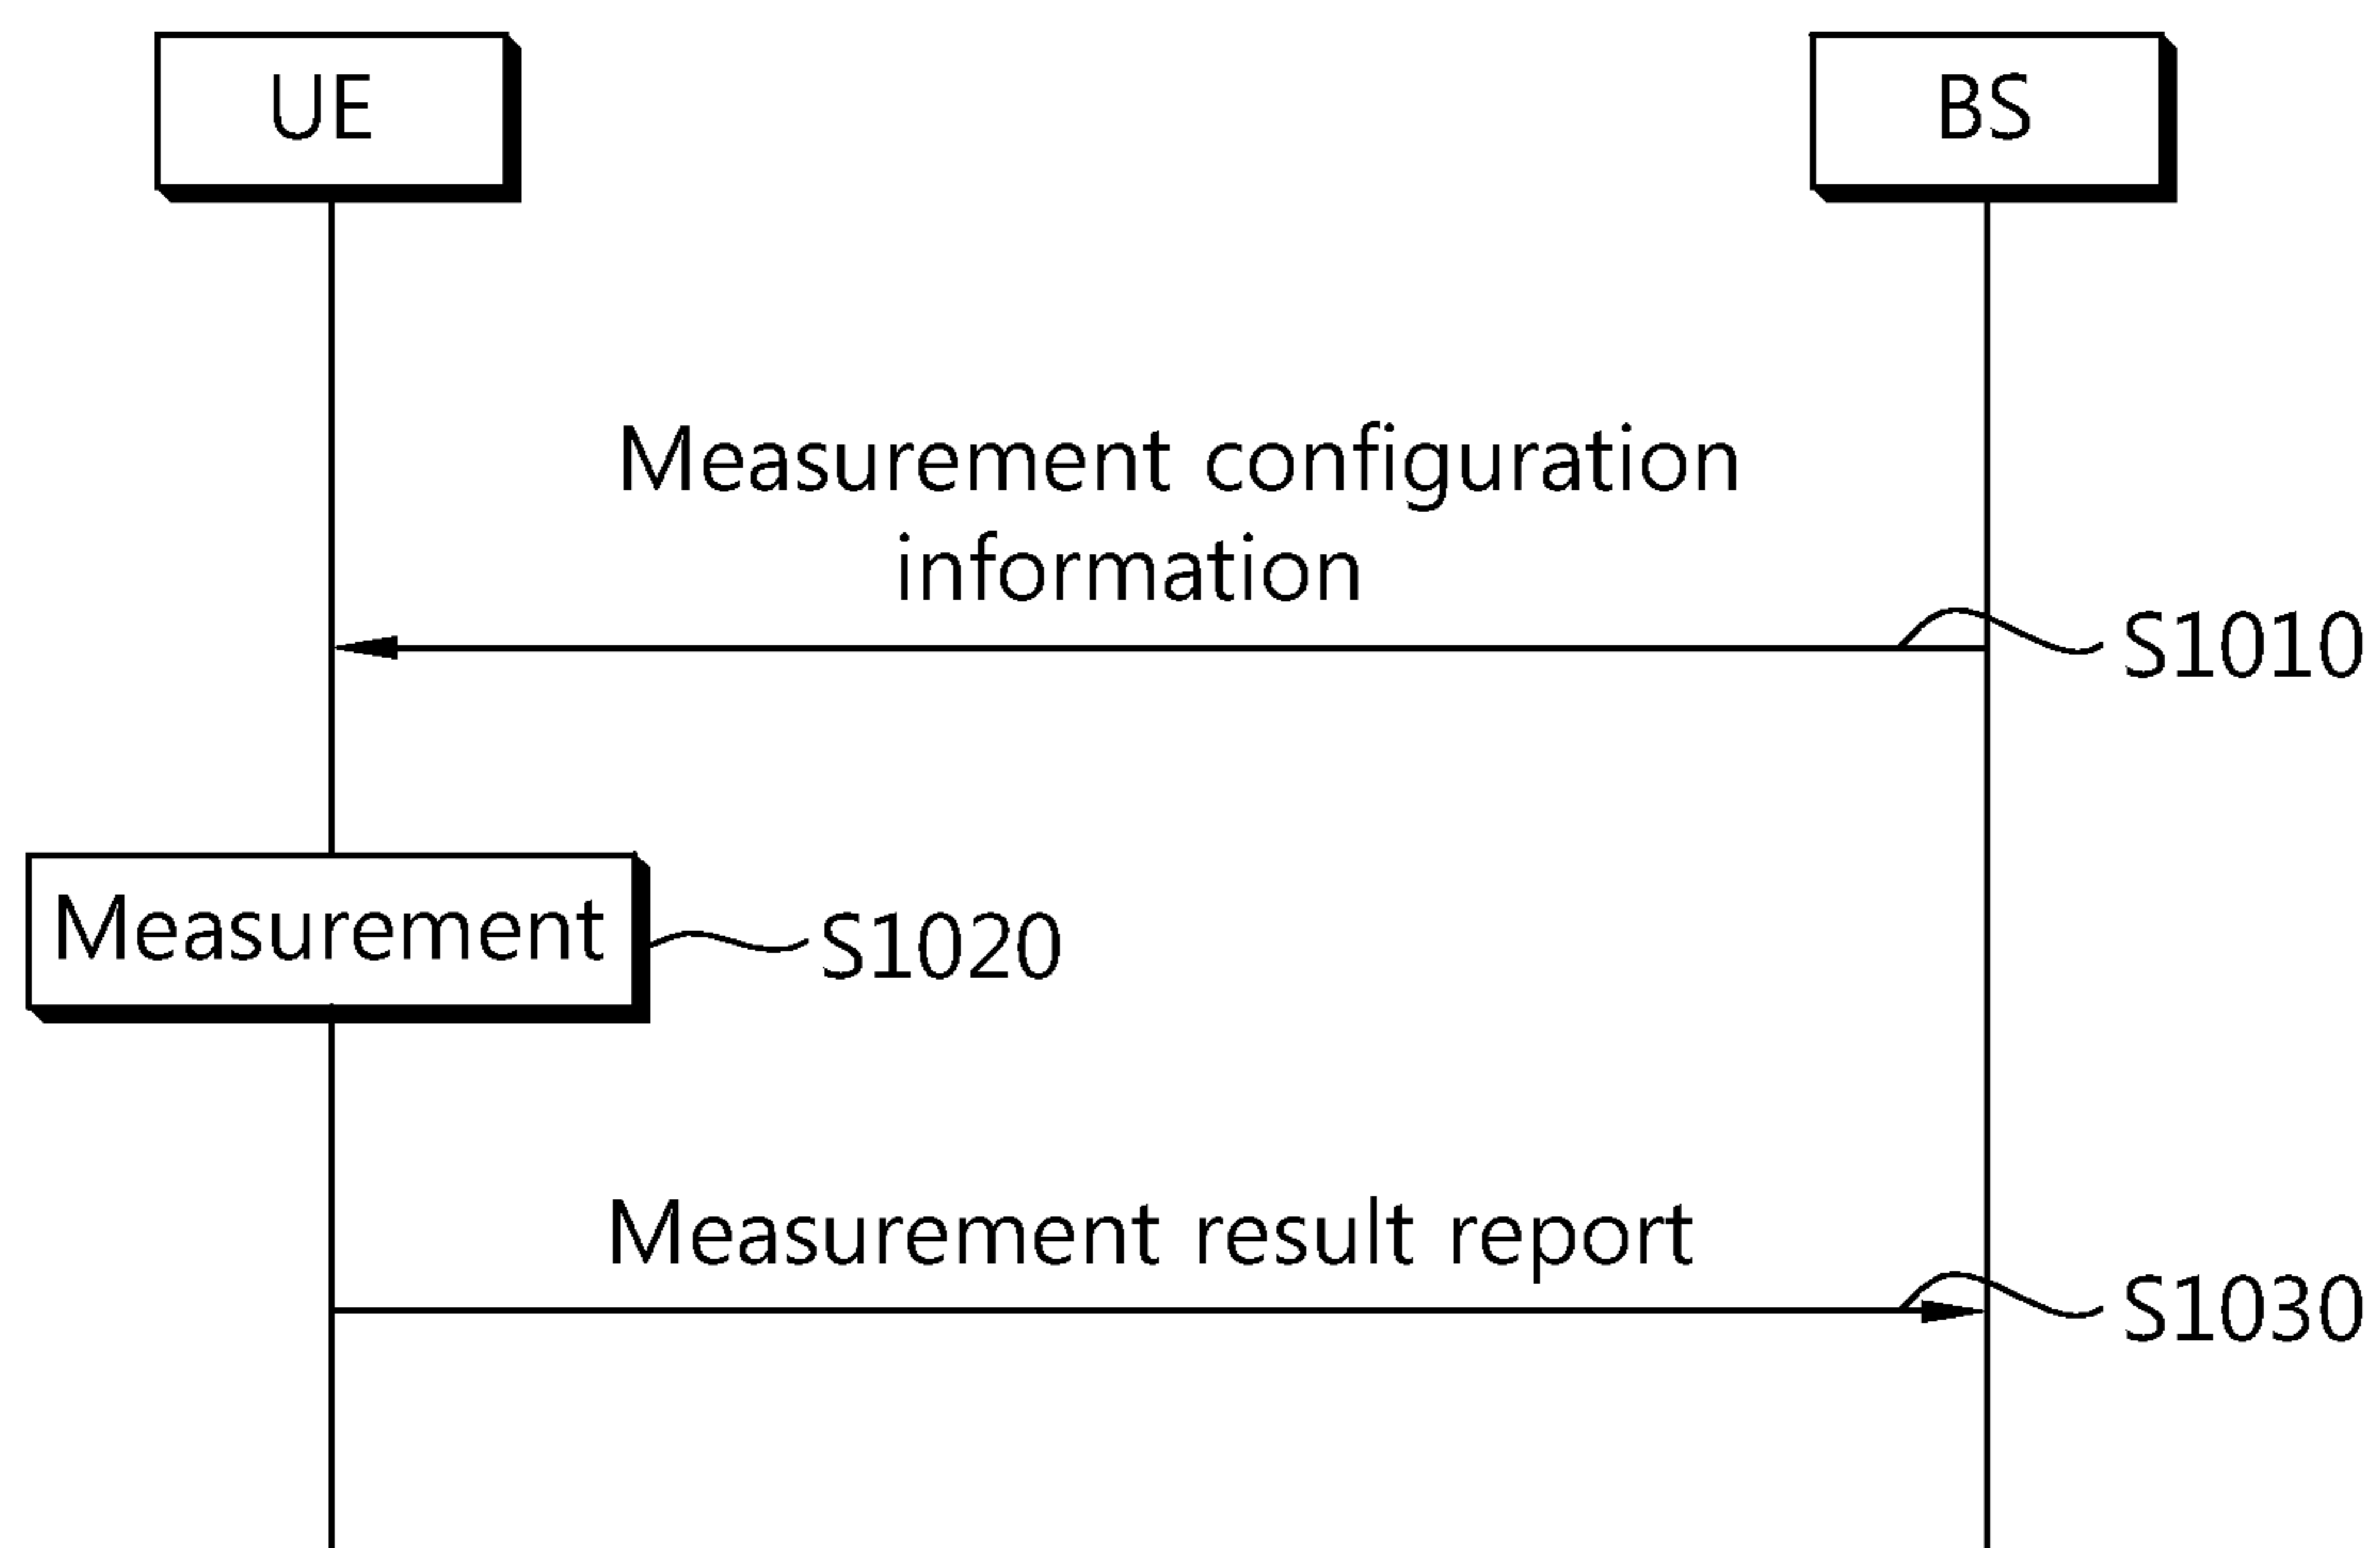 UE
BS
Measurement configuration
information
S1010
Measurement
S1020
Measurement result report
S1030